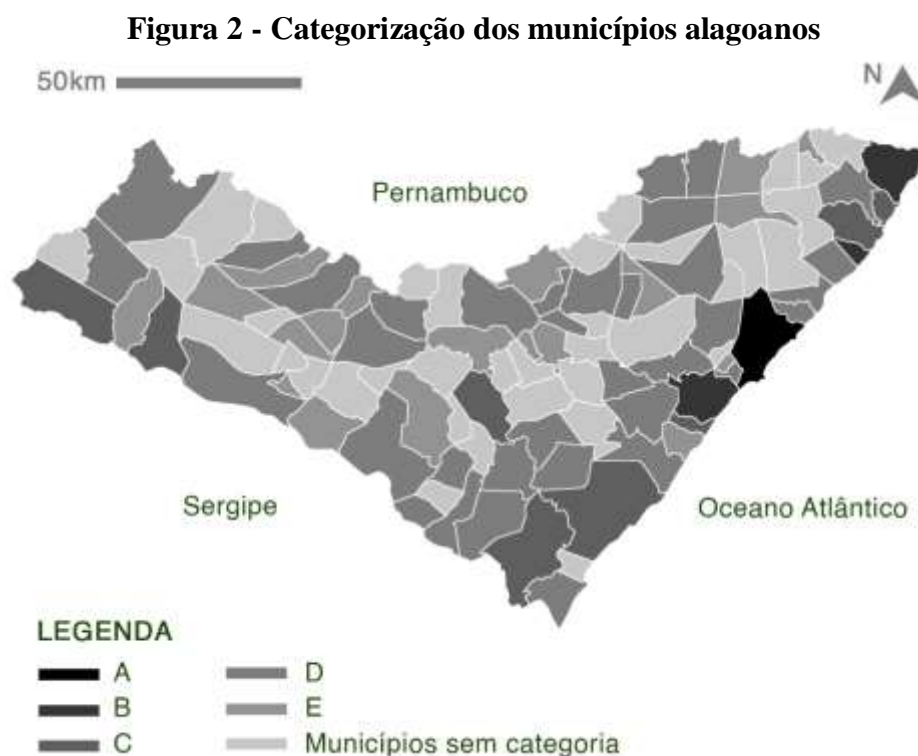 Figura 2 - Categorização dos municípios alagoanos
50km
N
Pernambuco
Sergipe
Oceano Atlântico
LEGENDA
A
D
B
E
C
Municípios sem categoria